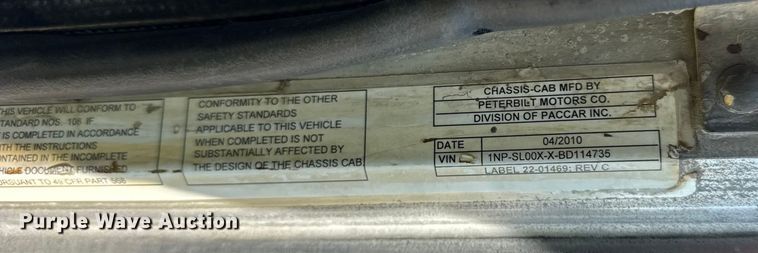 THIS VEHICLE WILL CONFORM TO
STANDARD NOS. 108 IF
IS COMPLETED IN ACCORDANCE
WITH THE INSTRUCTIONS
CONTAINED IN THE INCOMPLETE
VEHICLE DOCUMENT FURNISHED
PURSUANT TO 49 CFR PART 568
CONFORMITY TO THE OTHER
SAFETY STANDARDS
APPLICABLE TO THIS VEHICLE
WHEN COMPLETED IS NOT
SUBSTANTIALLY AFFECTED BY
THE DESIGN OF THE CHASSIS CAB
CHASSIS-CAB MFD BY
PETERBILT MOTORS CO.
DIVISION OF PACCAR INC.
DATE 04/2010
VIN 1NP-SL00X-X-BD114735
LABEL 22-01469; REV C
Purple Wave Auction